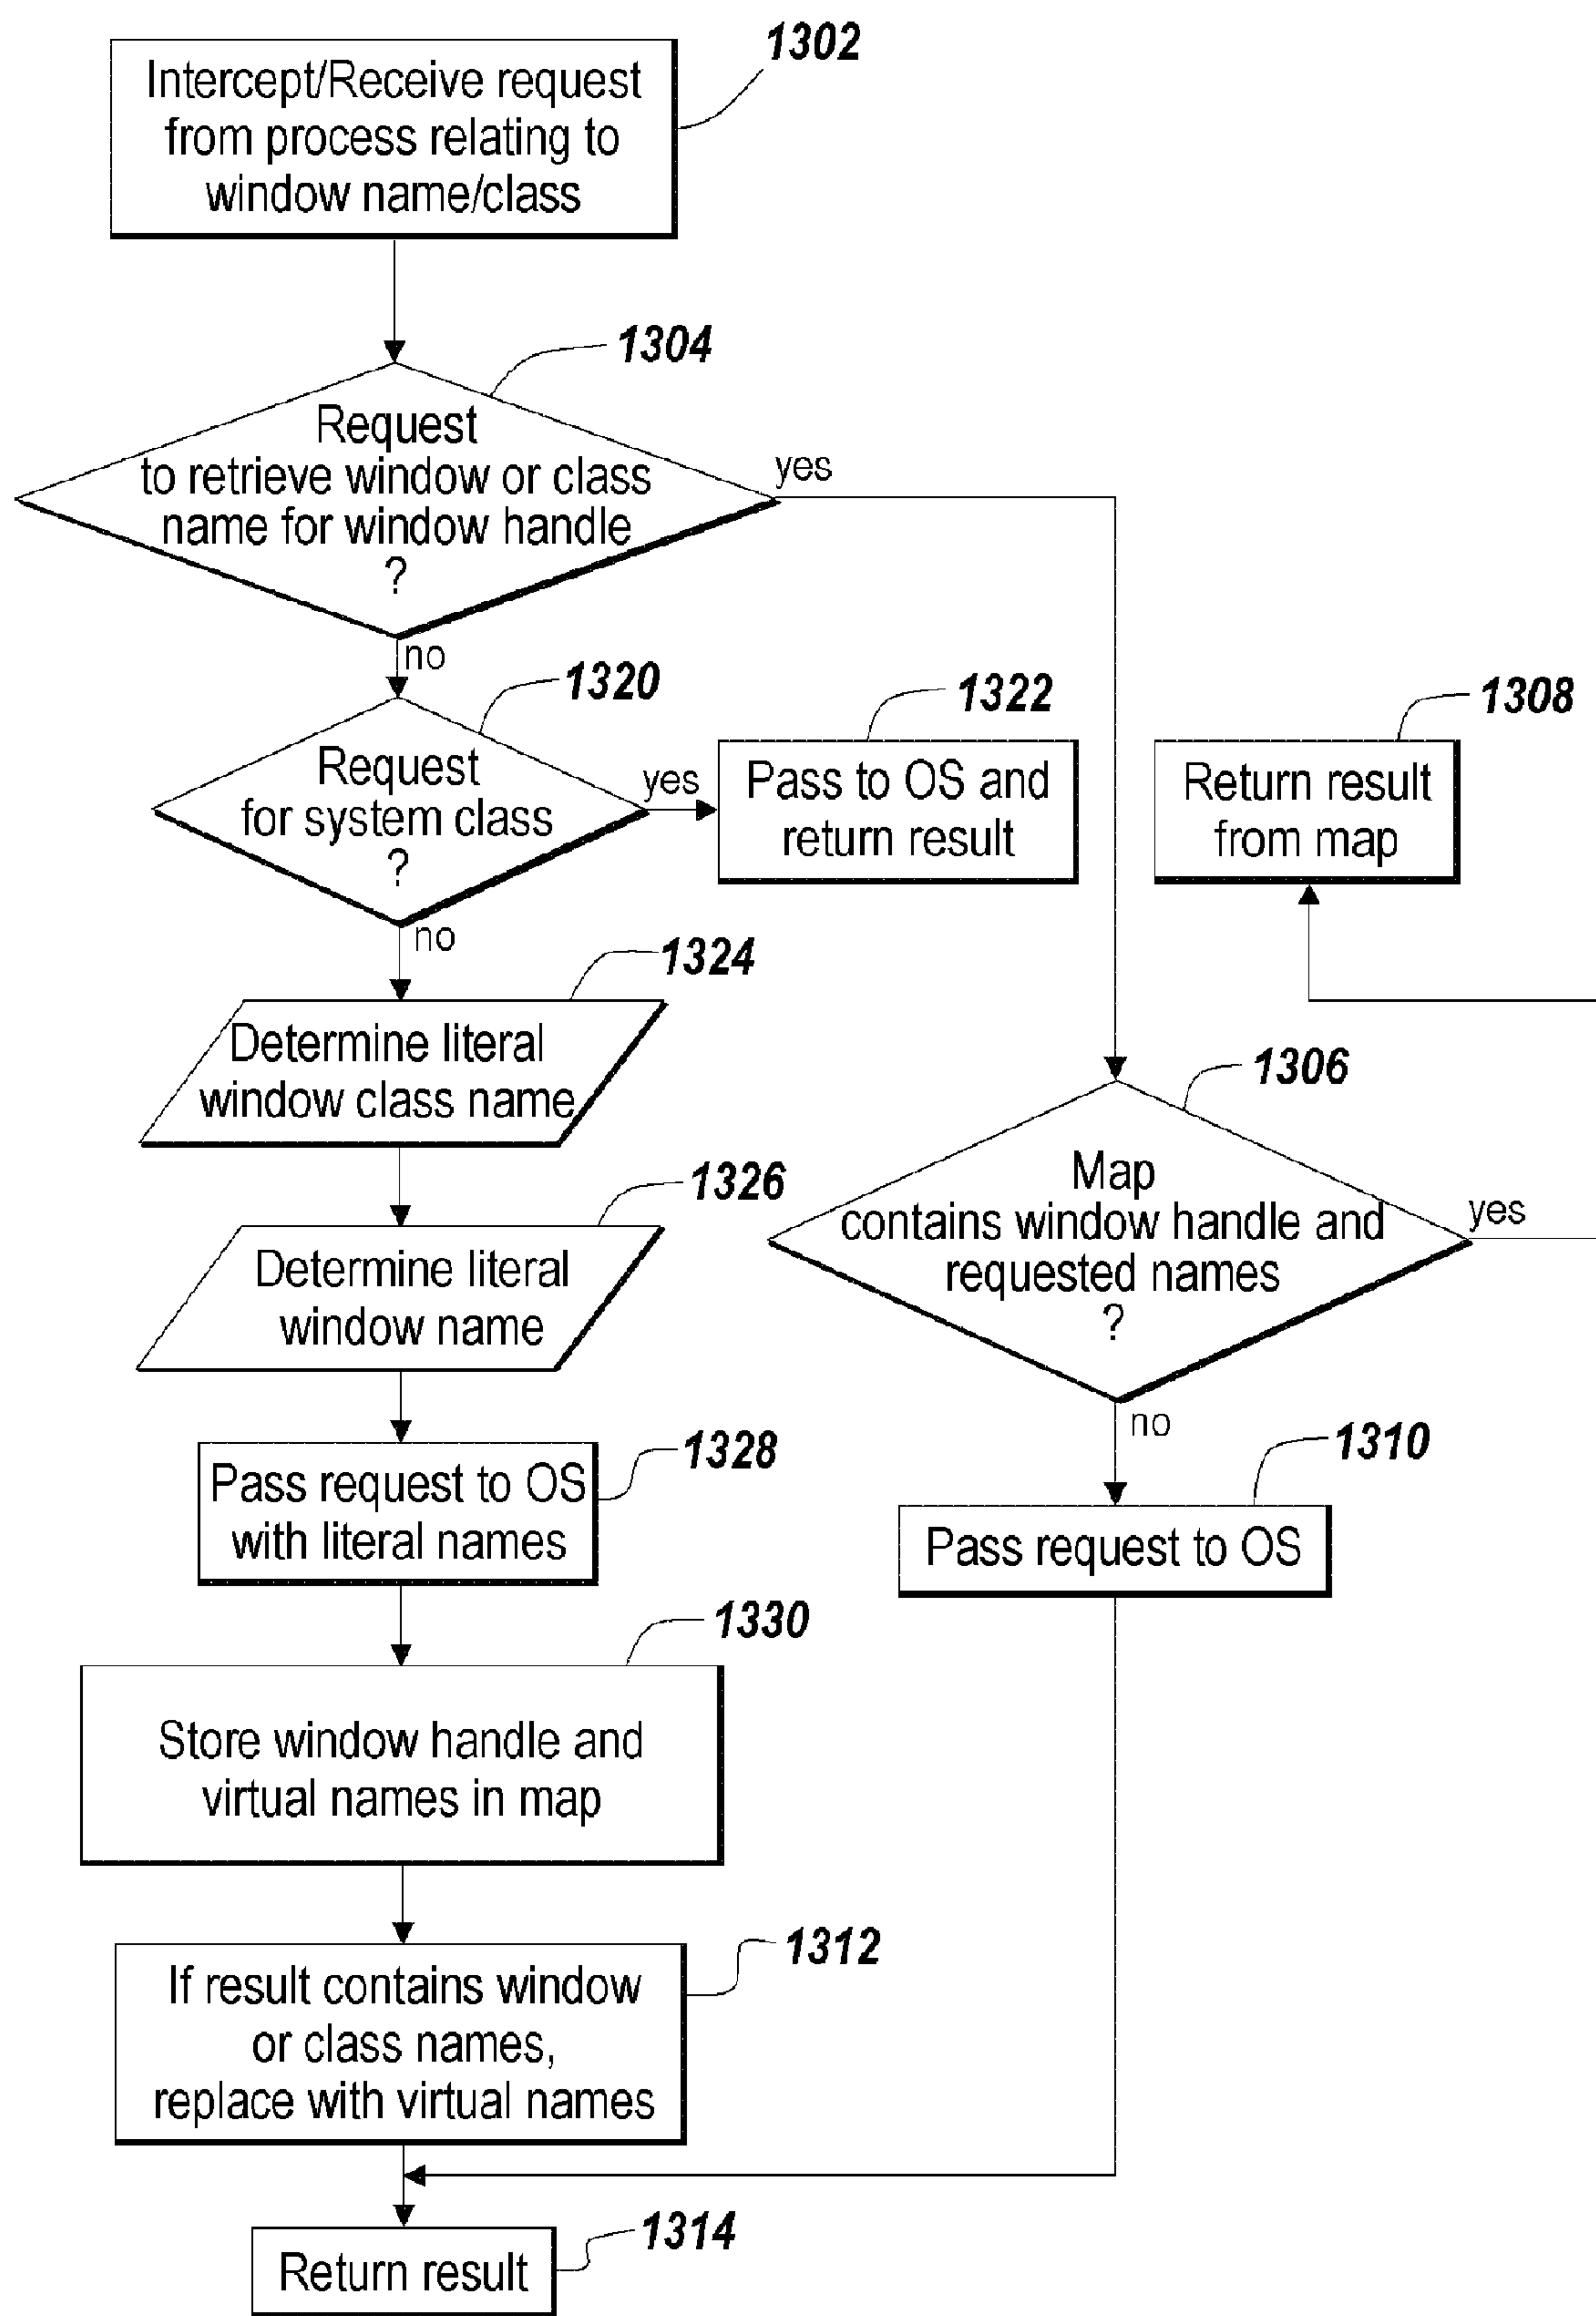 1302
Intercept/Receive request
from process relating to
window name/class
1304
Request
to retrieve window or class
name for window handle
?
yes
no
1320
Request
for system class
?
yes
no
1322
Pass to OS and
return result
1308
Return result
from map
1324
Determine literal
window class name
1306
Map
contains window handle and
requested names
?
yes
no
1326
Determine literal
window name
1328
Pass request to OS
with literal names
1310
Pass request to OS
1330
Store window handle and
virtual names in map
1312
If result contains window
or class names,
replace with virtual names
1314
Return result